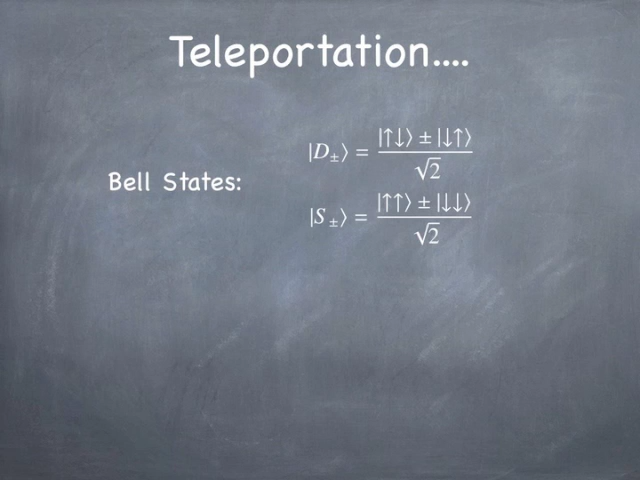 Teleportation....
Bell States:
|D±⟩ = (|↑↓⟩ ± |↓↑⟩) / √2
|S±⟩ = (|↑↑⟩ ± |↓↓⟩) / √2